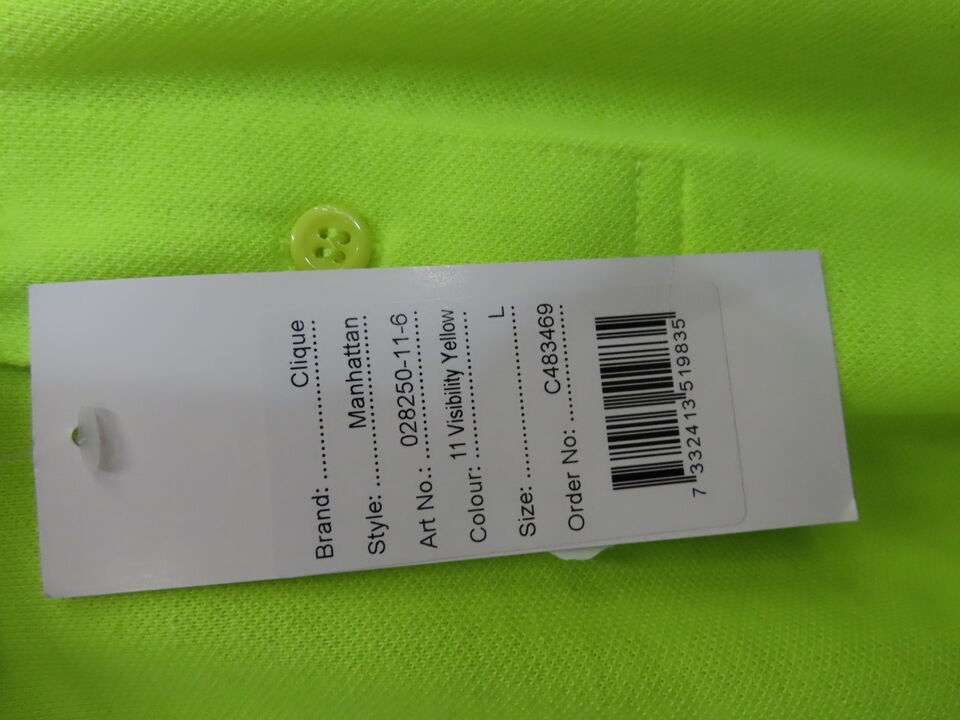 Brand: ................ Clique
Style: ................ Manhattan
Art No.: ................ 028250-11-6
Colour: ................ 11 Visibility Yellow
Size: ................ L
Order No: ................ C483469
7 332413 519835